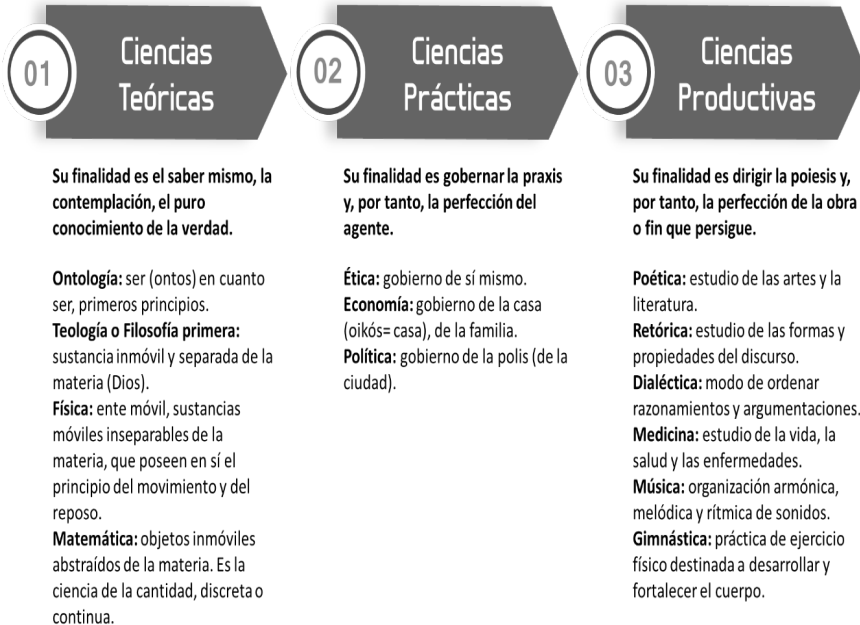 01
Ciencias
Teóricas
Su finalidad es el saber mismo, la
contemplación, el puro
conocimiento de la verdad.
Ontología: ser (ontos) en cuanto
ser, primeros principios.
Teología o Filosofía primera:
sustancia inmóvil y separada de la
materia (Dios).
Física: ente móvil, sustancias
móviles inseparables de la
materia, que poseen en sí el
principio del movimiento y del
reposo.
Matemática: objetos inmóviles
abstraídos de la materia. Es la
ciencia de la cantidad, discreta o
continua.
02
Ciencias
Prácticas
Su finalidad es gobernar la praxis
y, por tanto, la perfección del
agente.
Ética: gobierno de sí mismo.
Economía: gobierno de la casa
(oikós= casa), de la familia.
Política: gobierno de la polis (de la
ciudad).
03
Ciencias
Productivas
Su finalidad es dirigir la poiesis y,
por tanto, la perfección de la obra
o fin que persigue.
Poética: estudio de las artes y la
literatura.
Retórica: estudio de las formas y
propiedades del discurso.
Dialéctica: modo de ordenar
razonamientos y argumentaciones.
Medicina: estudio de la vida, la
salud y las enfermedades.
Música: organización armónica,
melódica y rítmica de sonidos.
Gimnástica: práctica de ejercicio
físico destinada a desarrollar y
fortalecer el cuerpo.